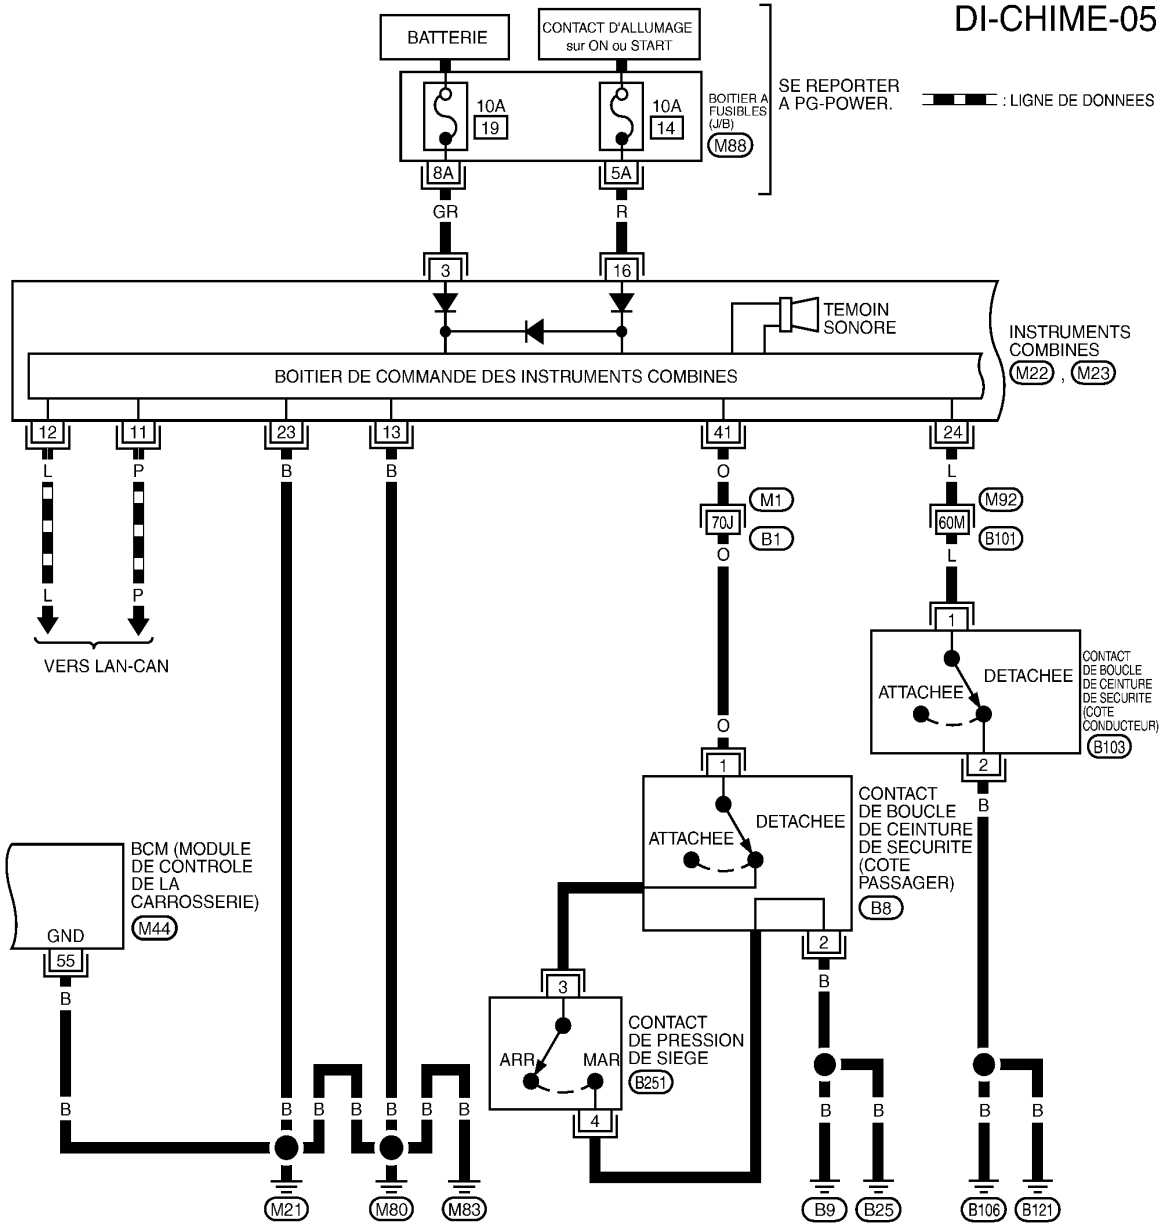 DI-CHIME-05
BATTERIE
CONTACT D'ALLUMAGE
sur ON ou START
10A
19
10A
14
BOITIER A
FUSIBLES
(J/B)
M88
SE REPORTER
A PG-POWER.
: LIGNE DE DONNEES
8A
5A
GR
R
3
16
TEMOIN
SONORE
INSTRUMENTS
COMBINES
M22 , M23
BOITIER DE COMMANDE DES INSTRUMENTS COMBINES
12
11
23
13
41
24
L
P
B
B
O
L
M1
70J
B1
M92
60M
B101
O
L
L
P
VERS LAN-CAN
1
DETACHEE
ATTACHEE
CONTACT
DE BOUCLE
DE CEINTURE
DE SECURITE
(COTE
CONDUCTEUR)
B103
2
B
O
1
DETACHEE
ATTACHEE
CONTACT
DE BOUCLE
DE CEINTURE
DE SECURITE
(COTE
PASSAGER)
B8
2
B
BCM (MODULE
DE CONTROLE
DE LA
CARROSSERIE)
M44
GND
55
B
3
ARR
MAR
CONTACT
DE PRESSION
DE SIEGE
B251
4
B
B
B
B
B
B
B
B
B
B
B
M21
M80
M83
B9
B25
B106
B121